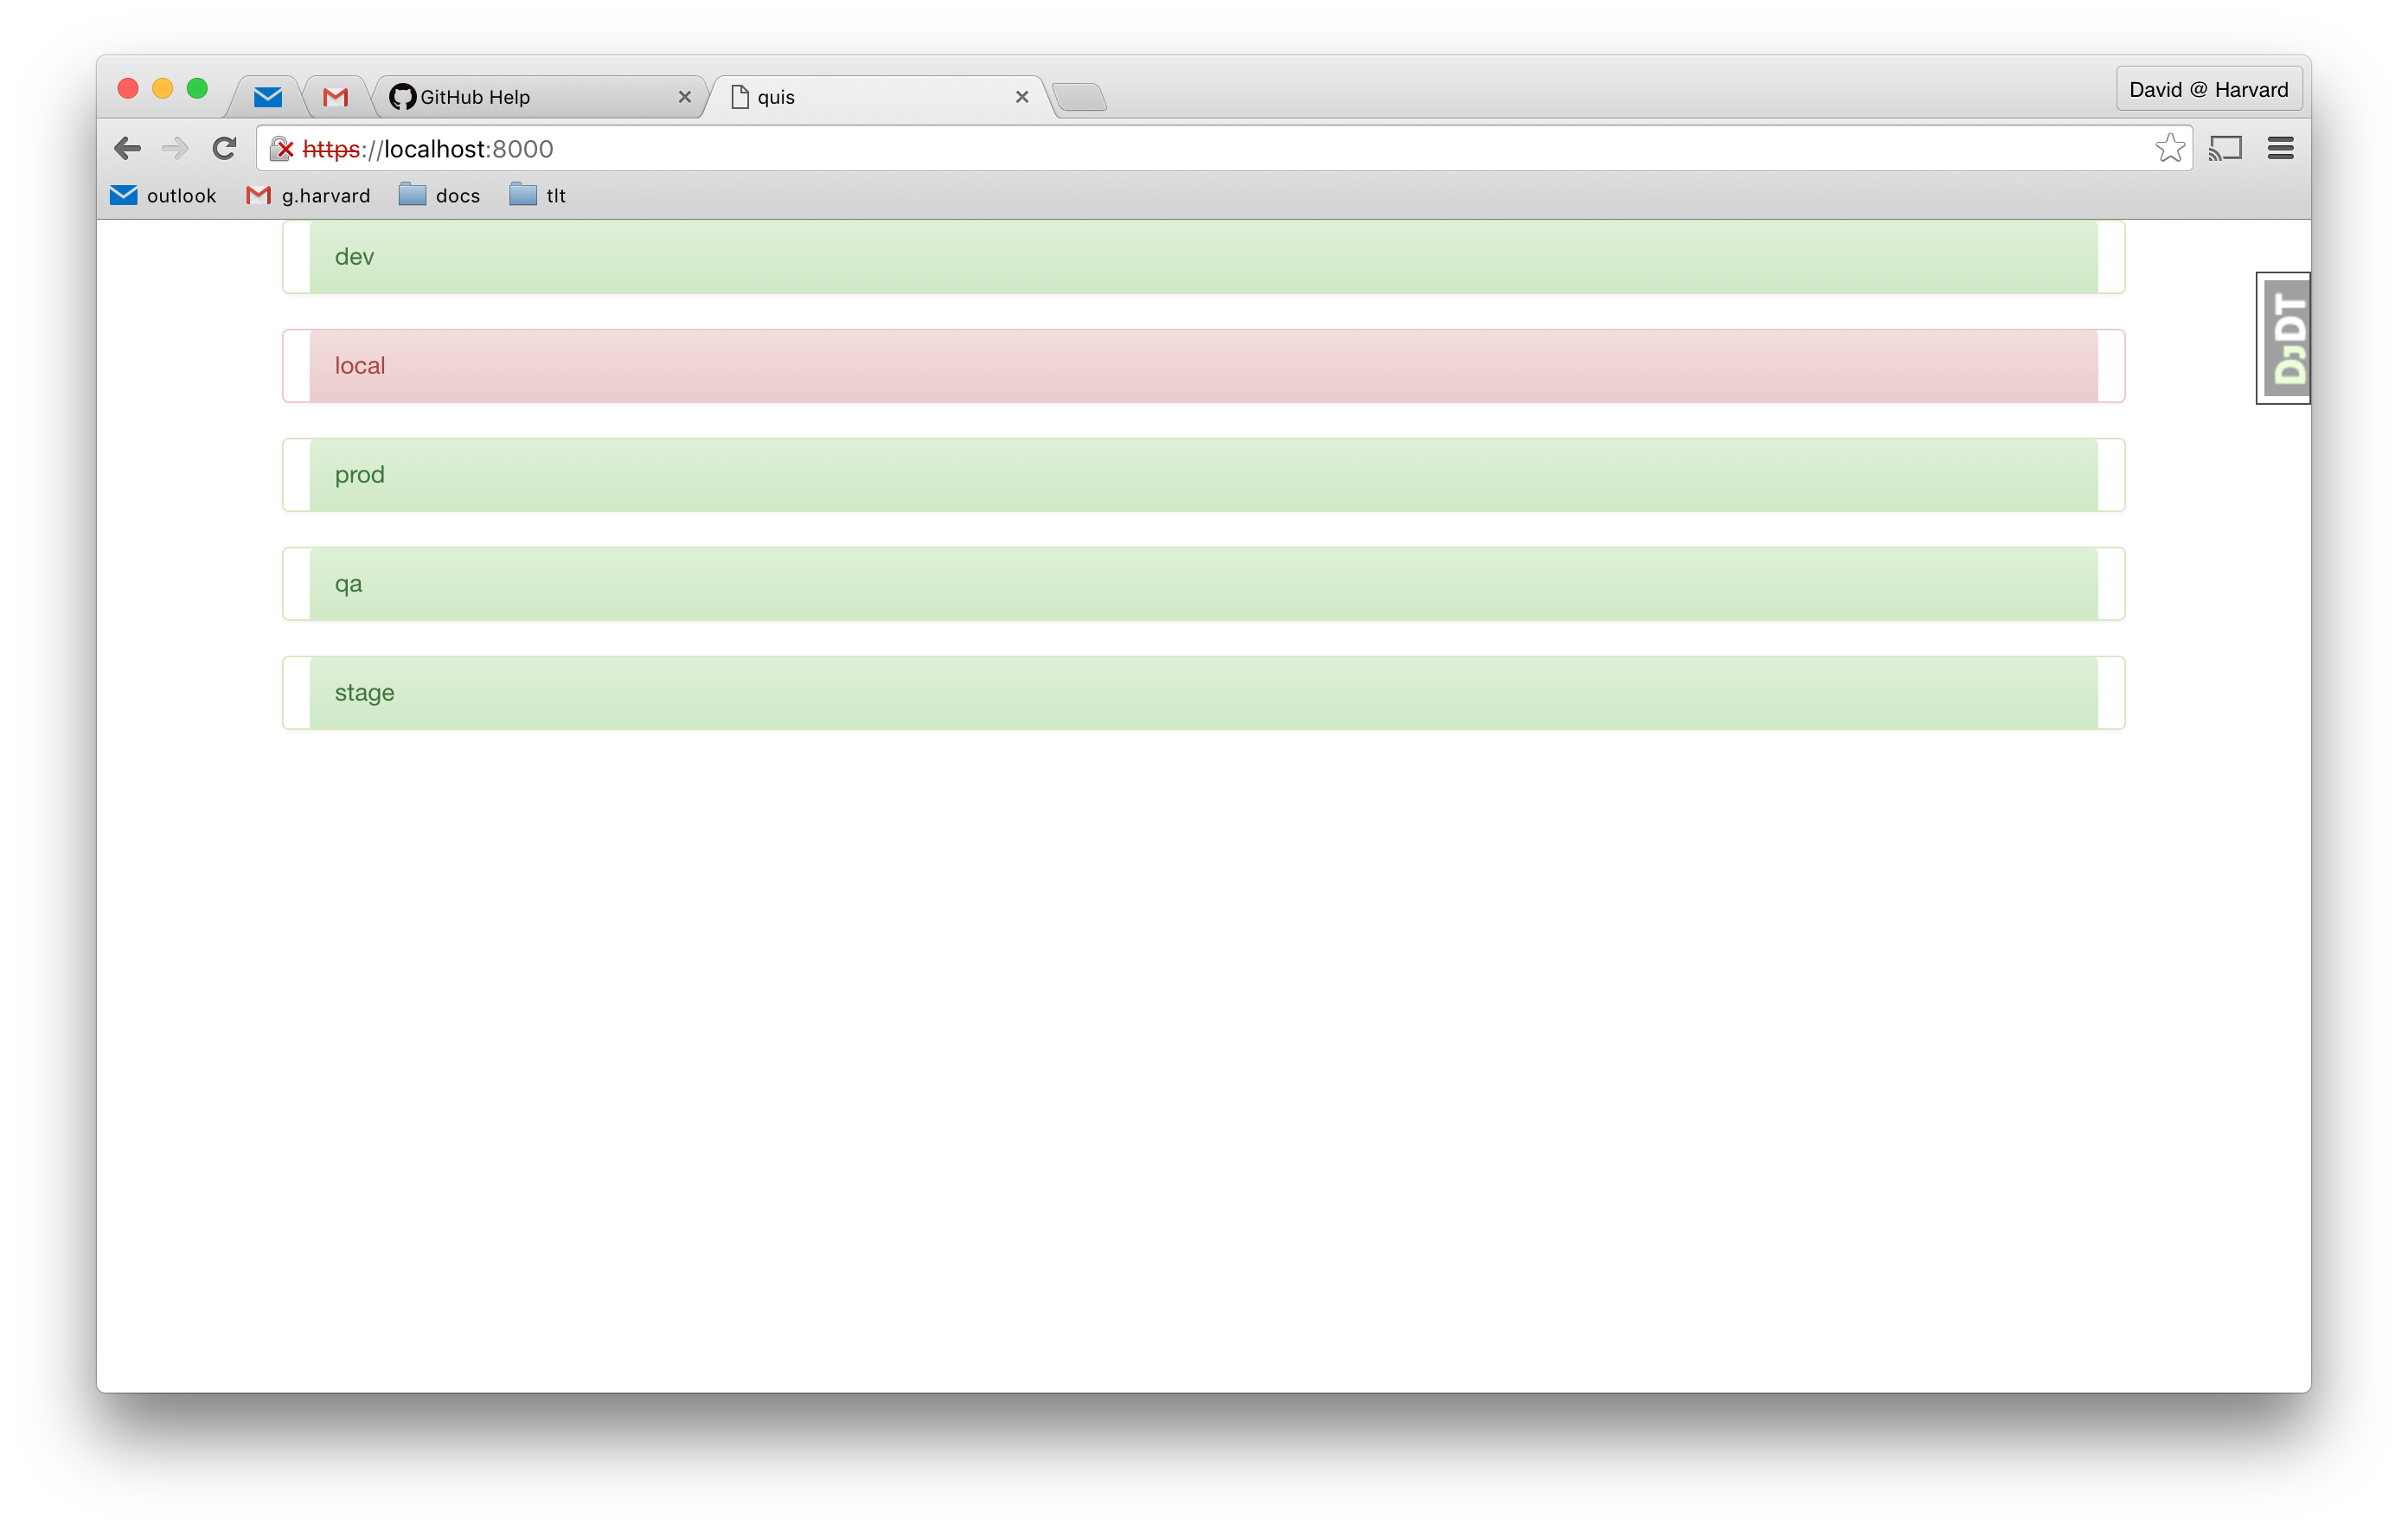 GitHub Help
quis
David @ Harvard
https://localhost:8000
outlook
g.harvard
docs
tlt
dev
local
prod
qa
stage
DJDT